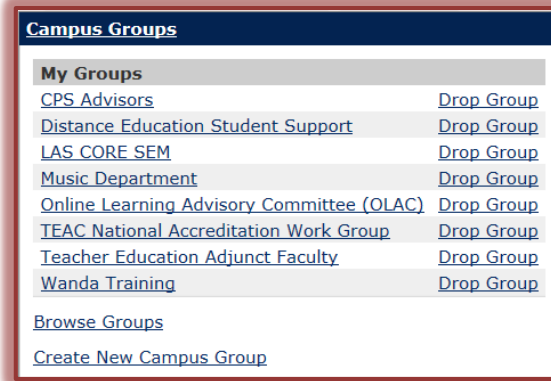 Campus Groups
My Groups
CPS Advisors Drop Group
Distance Education Student Support Drop Group
LAS CORE SEM Drop Group
Music Department Drop Group
Online Learning Advisory Committee (OLAC) Drop Group
TEAC National Accreditation Work Group Drop Group
Teacher Education Adjunct Faculty Drop Group
Wanda Training Drop Group
Browse Groups
Create New Campus Group